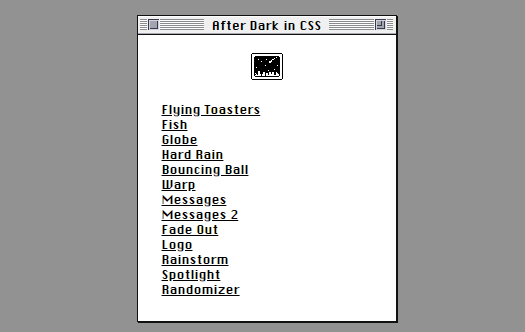 After Dark in CSS
Flying Toasters
Fish
Globe
Hard Rain
Bouncing Ball
Warp
Messages
Messages 2
Fade Out
Logo
Rainstorm
Spotlight
Randomizer